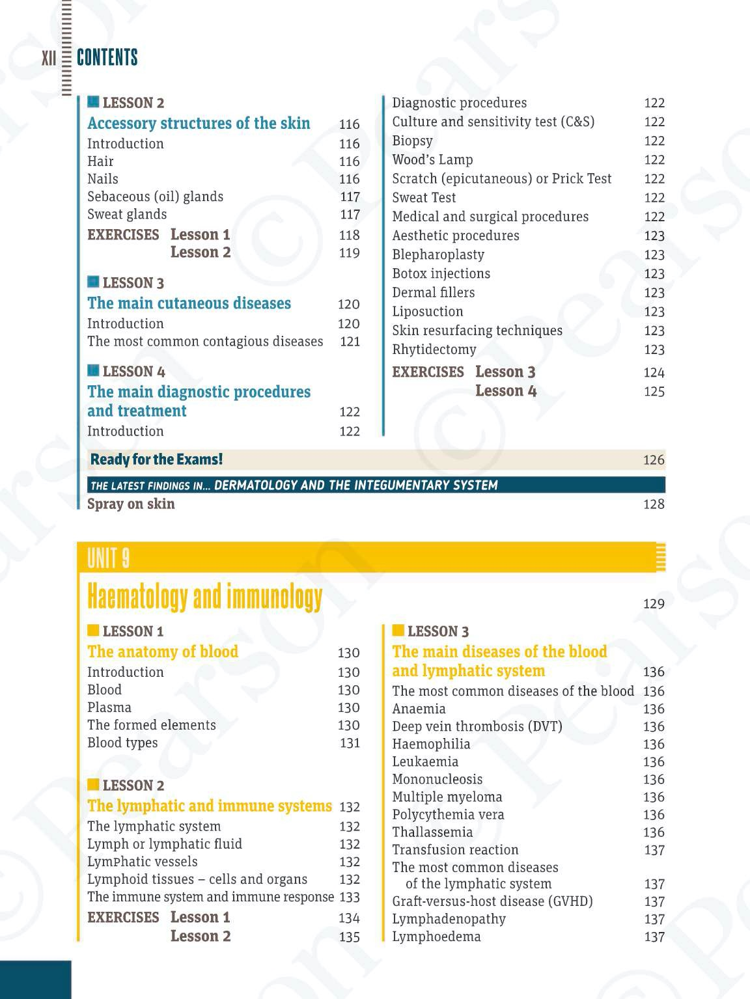 XII CONTENTS
LESSON 2
Accessory structures of the skin 116
Introduction 116
Hair 116
Nails 116
Sebaceous (oil) glands 117
Sweat glands 117
EXERCISES Lesson 1 118
Lesson 2 119
LESSON 3
The main cutaneous diseases 120
Introduction 120
The most common contagious diseases 121
LESSON 4
The main diagnostic procedures
and treatment 122
Introduction 122
Diagnostic procedures 122
Culture and sensitivity test (C&S) 122
Biopsy 122
Wood's Lamp 122
Scratch (epicutaneous) or Prick Test 122
Sweat Test 122
Medical and surgical procedures 122
Aesthetic procedures 123
Blepharoplasty 123
Botox injections 123
Dermal fillers 123
Liposuction 123
Skin resurfacing techniques 123
Rhytidectomy 123
EXERCISES Lesson 3 124
Lesson 4 125
Ready for the Exams! 126
THE LATEST FINDINGS IN... DERMATOLOGY AND THE INTEGUMENTARY SYSTEM
Spray on skin 128
UNIT 9
Haematology and immunology 129
LESSON 1
The anatomy of blood 130
Introduction 130
Blood 130
Plasma 130
The formed elements 130
Blood types 131
LESSON 2
The lymphatic and immune systems 132
The lymphatic system 132
Lymph or lymphatic fluid 132
LymPhatic vessels 132
Lymphoid tissues – cells and organs 132
The immune system and immune response 133
EXERCISES Lesson 1 134
Lesson 2 135
LESSON 3
The main diseases of the blood
and lymphatic system 136
The most common diseases of the blood 136
Anaemia 136
Deep vein thrombosis (DVT) 136
Haemophilia 136
Leukaemia 136
Mononucleosis 136
Multiple myeloma 136
Polycythemia vera 136
Thallassemia 136
Transfusion reaction 137
The most common diseases
of the lymphatic system 137
Graft-versus-host disease (GVHD) 137
Lymphadenopathy 137
Lymphoedema 137
© Pearson